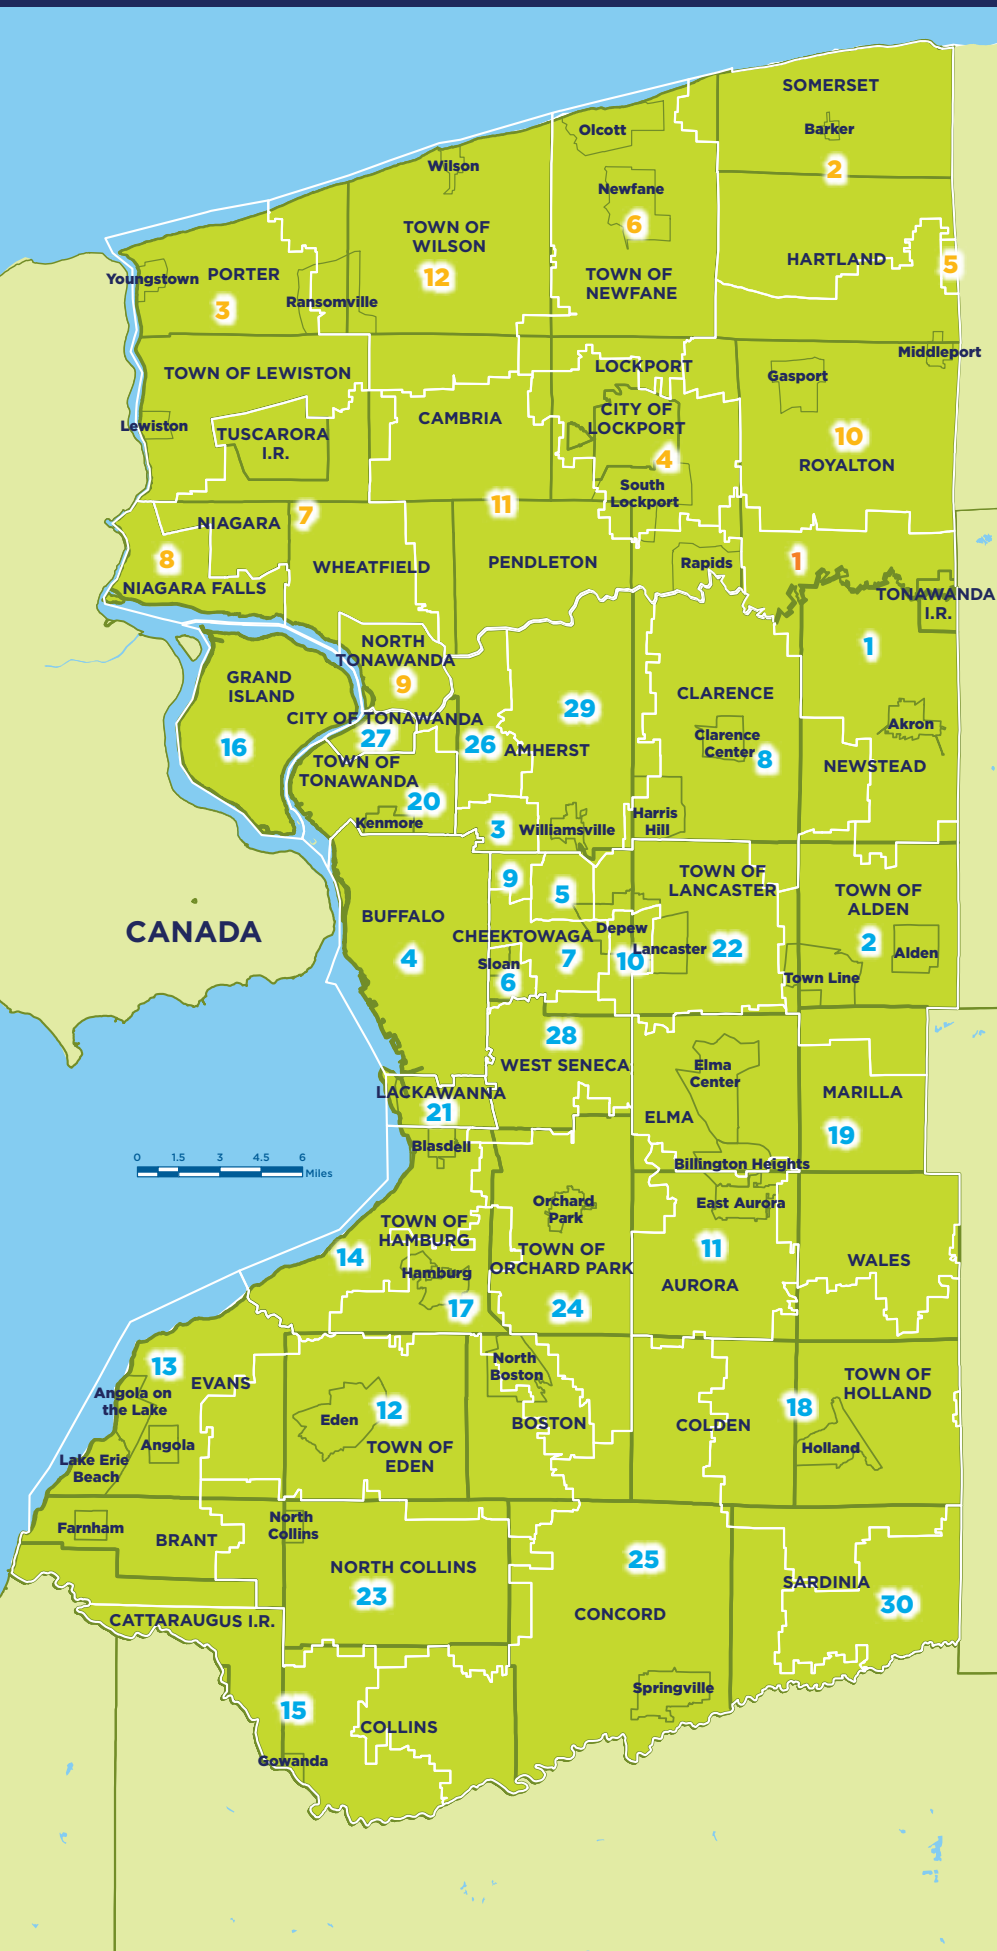 SOMERSET
Barker
2
Olcott
Wilson
Newfane
6
TOWN OF
WILSON
12
HARTLAND
5
Youngstown
PORTER
3
Ransomville
TOWN OF
NEWFANE
Middleport
LOCKPORT
TOWN OF LEWISTON
Gasport
CITY OF
LOCKPORT
4
CAMBRIA
Lewiston
TUSCARORA
I.R.
10
ROYALTON
South
Lockport
11
7
NIAGARA
8
NIAGARA FALLS
WHEATFIELD
PENDLETON
Rapids
1
TONAWANDA
I.R.
1
NORTH
TONAWANDA
9
GRAND
ISLAND
16
CLARENCE
29
CITY OF TONAWANDA
27
Akron
Clarence
Center
8
26
AMHERST
TOWN OF
TONAWANDA
20
NEWSTEAD
Kenmore
3
Williamsville
Harris
Hill
9
5
TOWN OF
LANCASTER
TOWN OF
ALDEN
2
BUFFALO
4
CANADA
CHEEKTOWAGA
7
Depew
10
Lancaster
22
Alden
Sloan
6
Town Line
28
WEST SENECA
Elma
Center
ELMA
MARILLA
19
LACKAWANNA
21
Blasdell
0 1.5 3 4.5 6
Miles
Billington Heights
East Aurora
Orchard
Park
TOWN OF
HAMBURG
14
11
AURORA
TOWN OF
ORCHARD PARK
24
WALES
Hamburg
17
13
EVANS
North
Boston
TOWN OF
HOLLAND
18
Angola on
the Lake
Eden
12
TOWN OF
EDEN
BOSTON
COLDEN
Angola
Holland
Lake Erie
Beach
Farnham
BRANT
North
Collins
NORTH COLLINS
23
25
CONCORD
SARDINIA
30
CATTARAUGUS I.R.
Springville
15
COLLINS
Gowanda